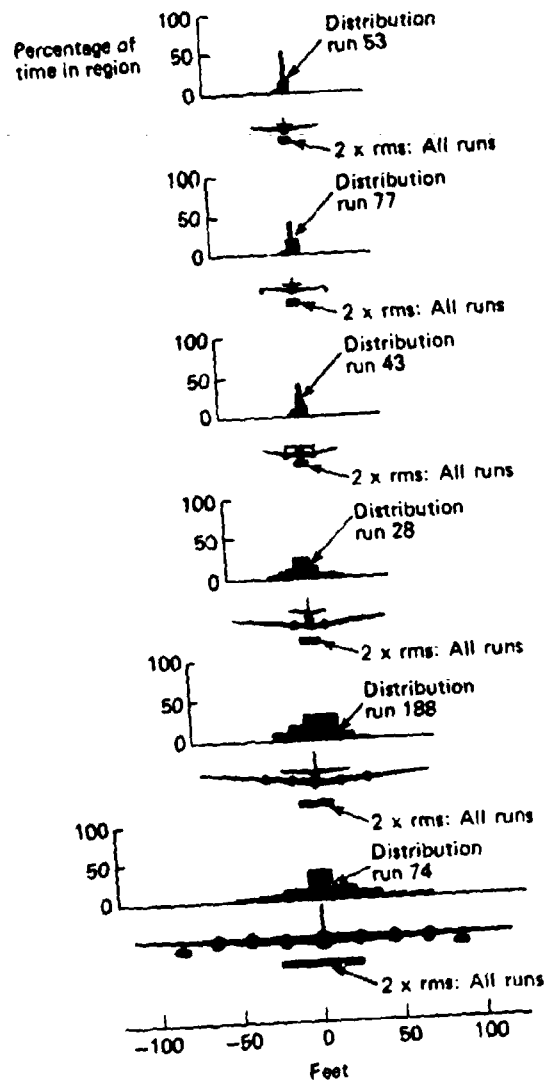 Percentage of
time in region
100
50
0
Distribution
run 53
2 x rms: All runs
100
50
0
Distribution
run 77
2 x rms: All runs
100
50
0
Distribution
run 43
2 x rms: All runs
100
50
0
Distribution
run 28
2 x rms: All runs
100
50
0
Distribution
run 188
2 x rms: All runs
100
50
0
Distribution
run 74
2 x rms: All runs
-100 -50 0 50 100
Feet